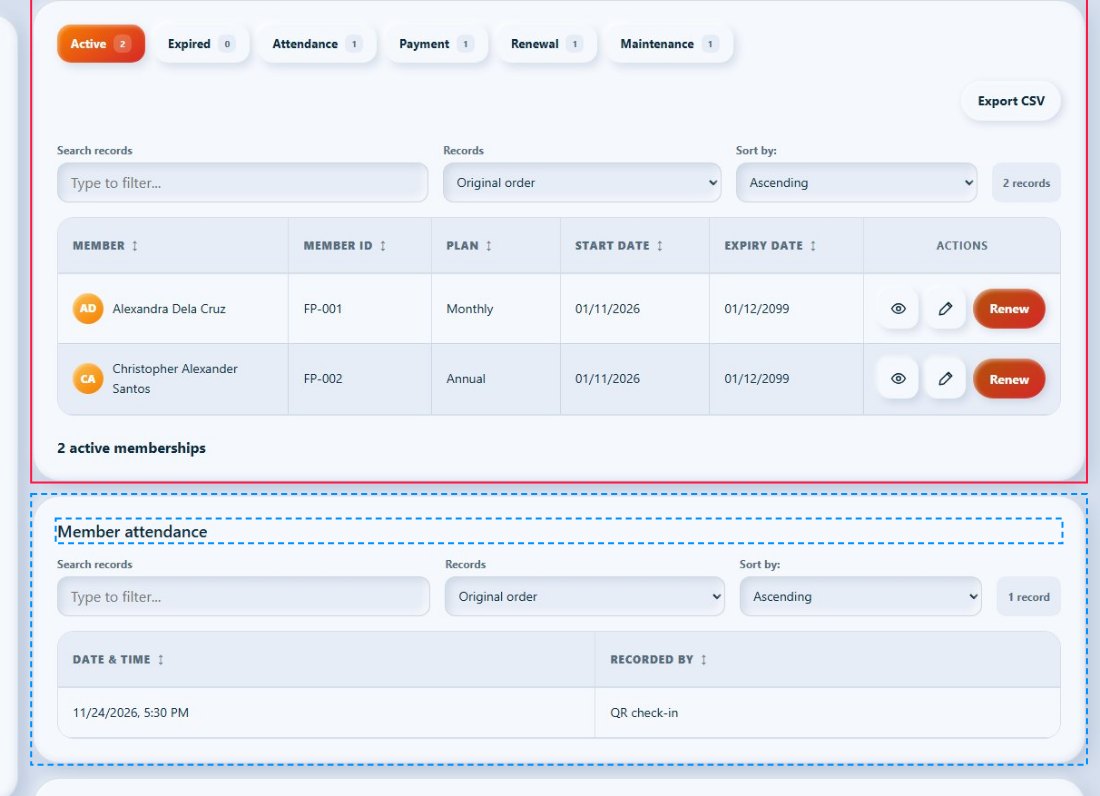 Active 2 Expired 0 Attendance 1 Payment 1 Renewal 1 Maintenance 1
Export CSV
Search records Records Sort by:
Type to filter... Original order Ascending 2 records
MEMBER ↕ MEMBER ID ↕ PLAN ↕ START DATE ↕ EXPIRY DATE ↕ ACTIONS
AD Alexandra Dela Cruz FP-001 Monthly 01/11/2026 01/12/2099 Renew
CA Christopher Alexander Santos FP-002 Annual 01/11/2026 01/12/2099 Renew
2 active memberships
Member attendance
Search records Records Sort by:
Type to filter... Original order Ascending 1 record
DATE & TIME ↕ RECORDED BY ↕
11/24/2026, 5:30 PM QR check-in